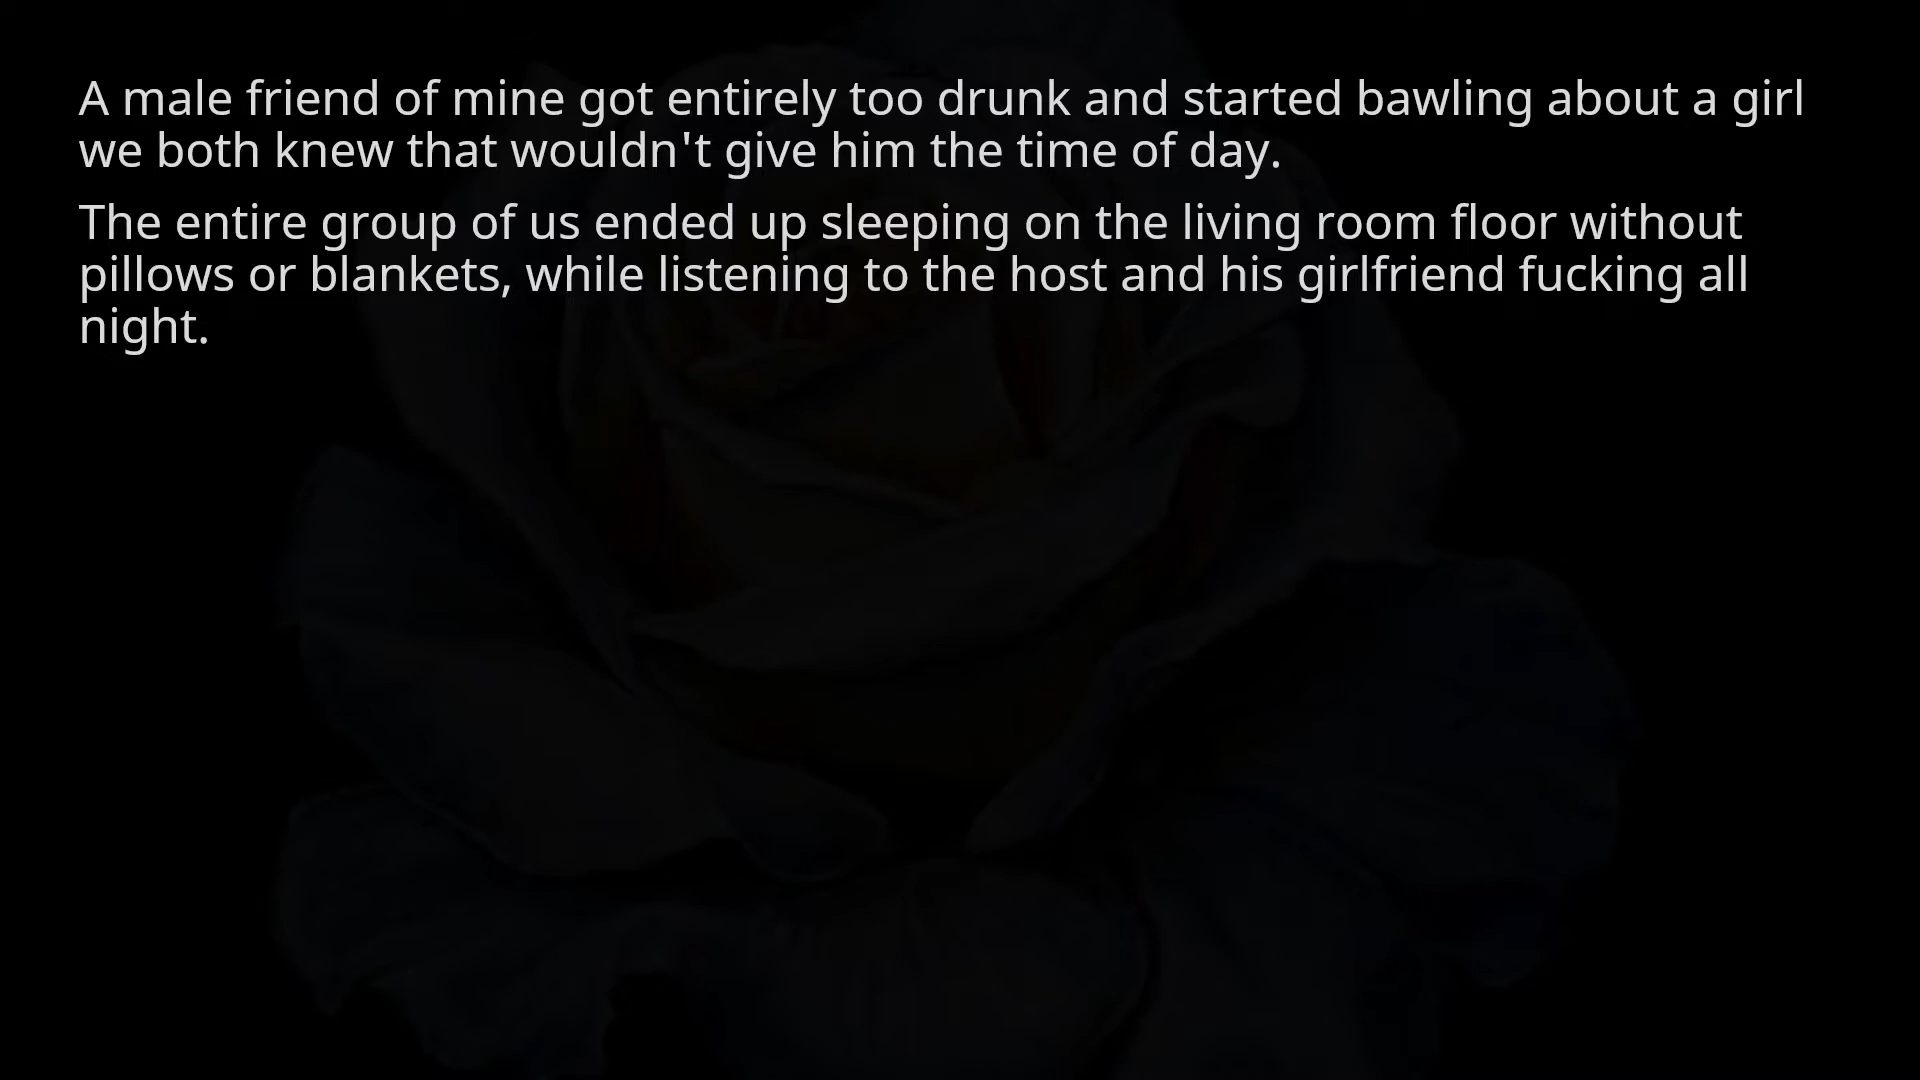 A male friend of mine got entirely too drunk and started bawling about a girl
we both knew that wouldn't give him the time of day.
The entire group of us ended up sleeping on the living room floor without
pillows or blankets, while listening to the host and his girlfriend fucking all
night.